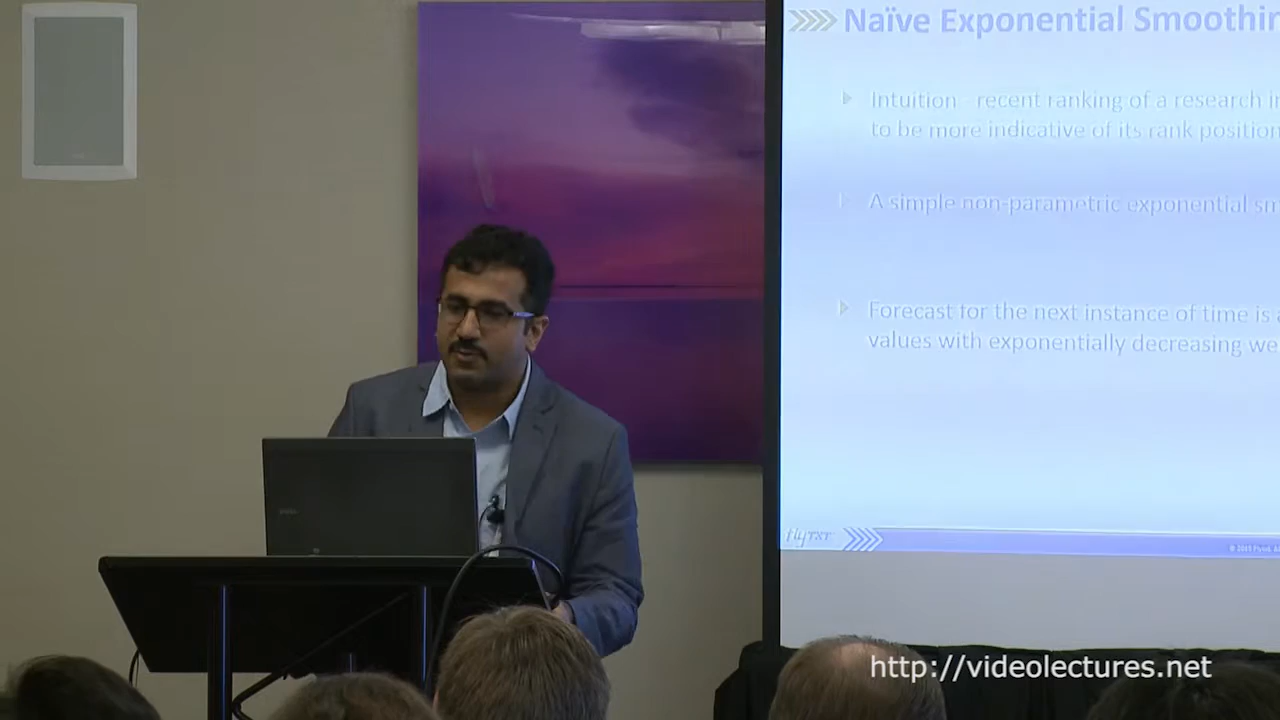 Naïve Exponential Smoothin
Intuition - recent ranking of a research in
to be more indicative of its rank position
A simple non-parametric exponential sm
Forecast for the next instance of time is a
values with exponentially decreasing we
flytxt
http://videolectures.net